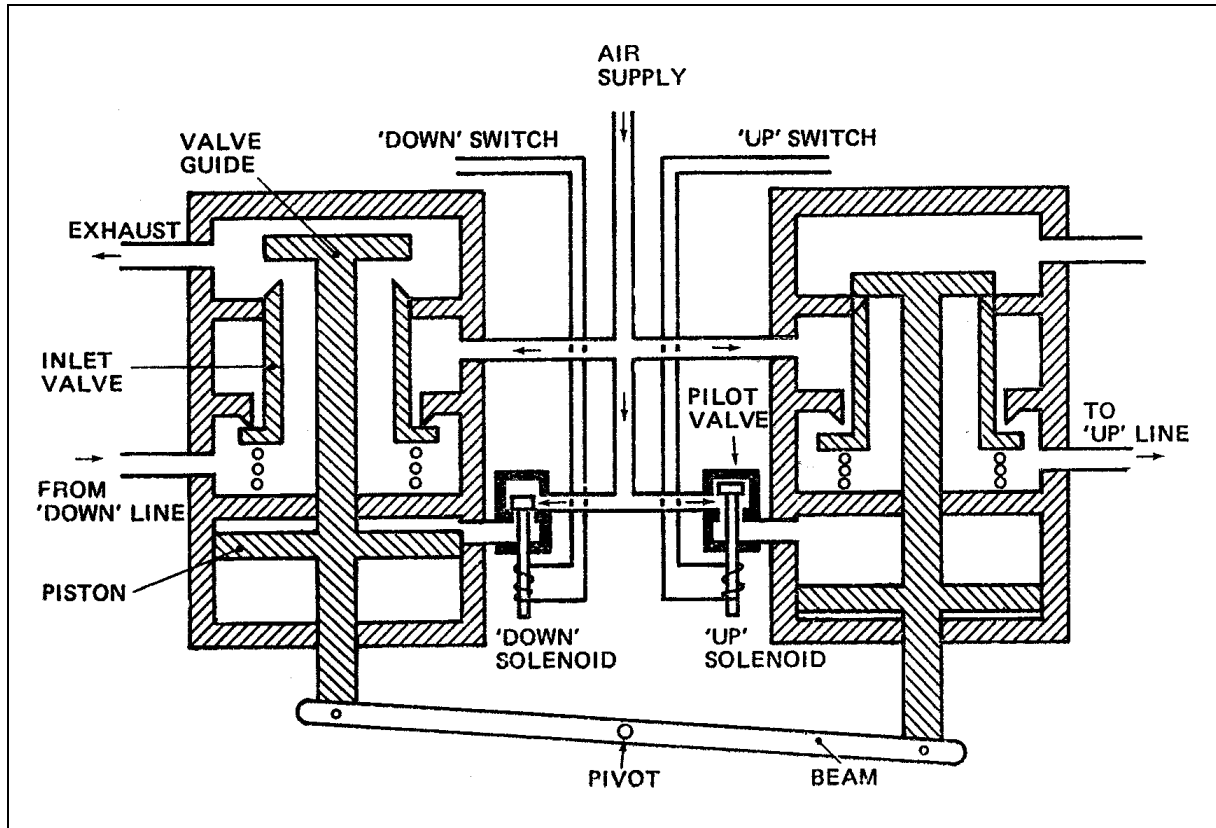 AIR
SUPPLY
VALVE
GUIDE
'DOWN' SWITCH
'UP' SWITCH
EXHAUST
INLET
VALVE
PILOT
VALVE
TO
'UP' LINE
FROM
'DOWN' LINE
PISTON
'DOWN'
SOLENOID
'UP'
SOLENOID
PIVOT
BEAM